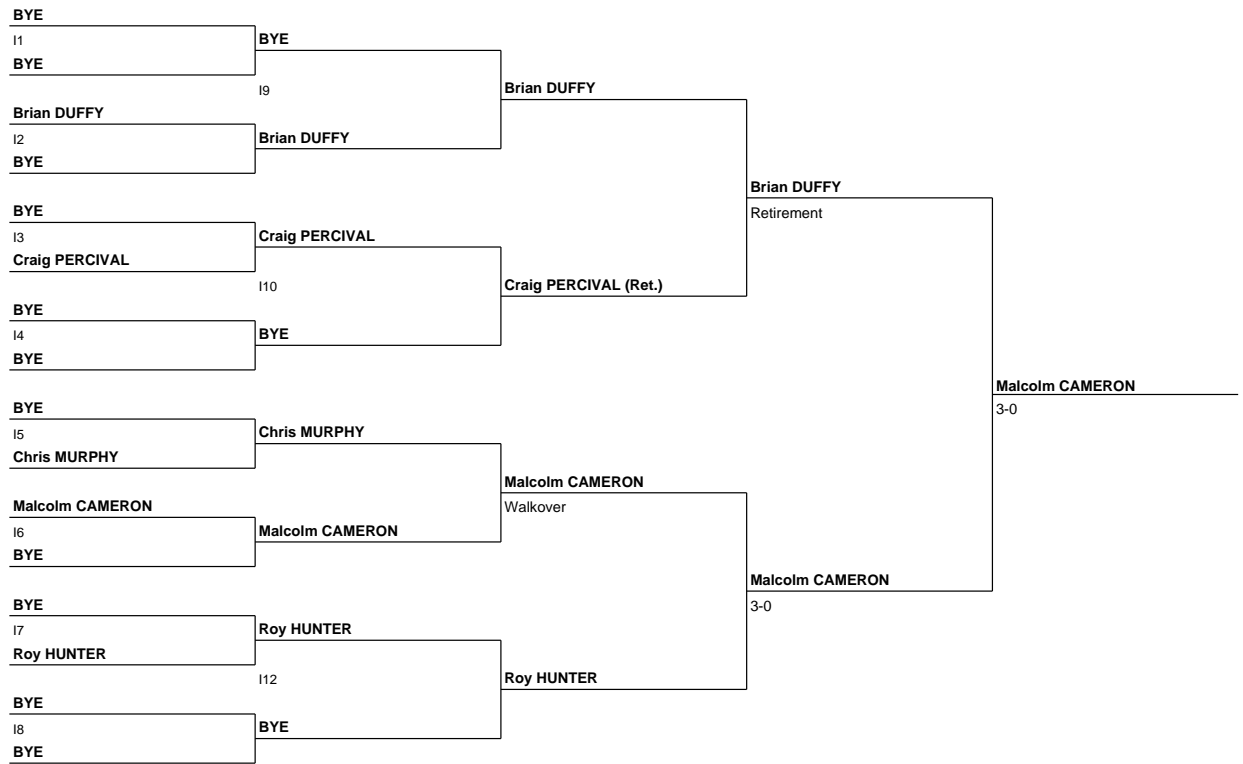 BYE
I1
BYE
BYE
I9
Brian DUFFY
Brian DUFFY
I2
BYE
Brian DUFFY
Brian DUFFY
Retirement
BYE
I3
Craig PERCIVAL
Craig PERCIVAL
I10
Craig PERCIVAL (Ret.)
BYE
I4
BYE
BYE
Malcolm CAMERON
3-0
BYE
I5
Chris MURPHY
Chris MURPHY
Malcolm CAMERON
Walkover
Malcolm CAMERON
I6
BYE
Malcolm CAMERON
Malcolm CAMERON
3-0
BYE
I7
Roy HUNTER
Roy HUNTER
I12
Roy HUNTER
BYE
I8
BYE
BYE